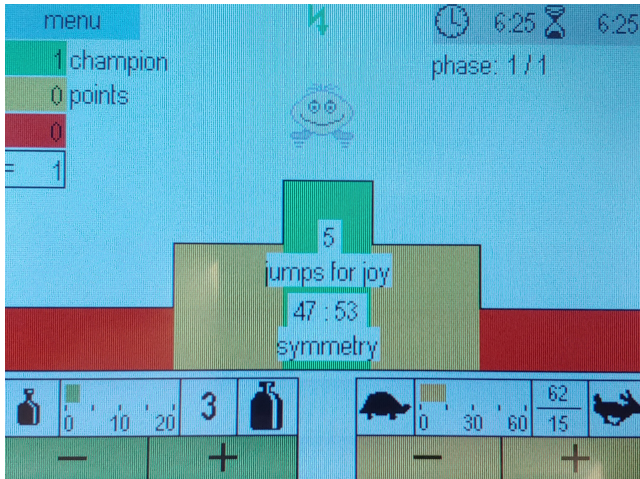 menu
6:25 6:25
1 champion
phase: 1 / 1
0 points
0
= 1
5
jumps for joy
47 : 53
symmetry
0 10 20 3
0 30 60 62
15
− +
− +